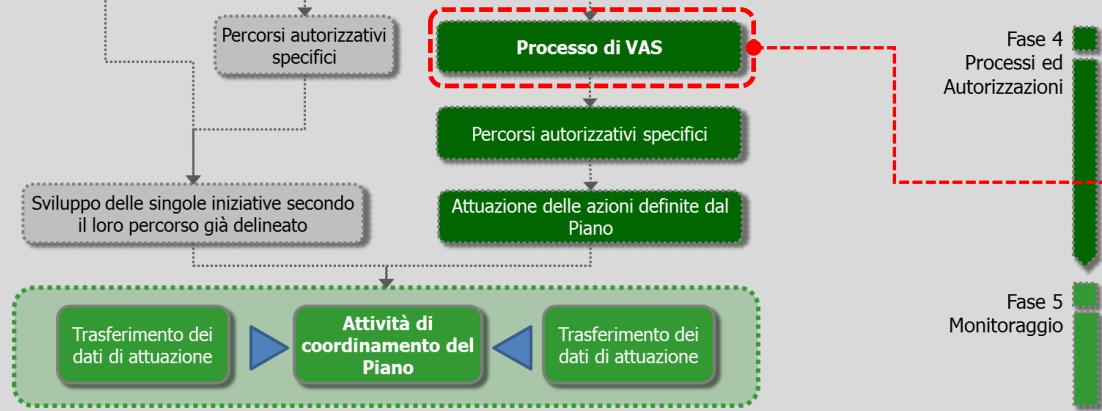 Percorsi autorizzativi
specifici
Processo di VAS
Fase 4
Processi ed
Autorizzazioni
Percorsi autorizzativi specifici
Sviluppo delle singole iniziative secondo
il loro percorso già delineato
Attuazione delle azioni definite dal
Piano
Trasferimento dei
dati di attuazione
Attività di
coordinamento del
Piano
Trasferimento dei
dati di attuazione
Fase 5
Monitoraggio